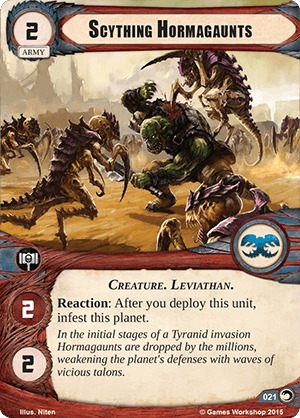 2
ARMY
SCYTHING HORMAGAUNTS
CREATURE. LEVIATHAN.
2
Reaction: After you deploy this unit,
infest this planet.
In the initial stages of a Tyranid invasion
Hormagaunts are dropped by the millions,
weakening the planet's defenses with waves of
vicious talons.
2
021
Illus. Niten
© Games Workshop 2015